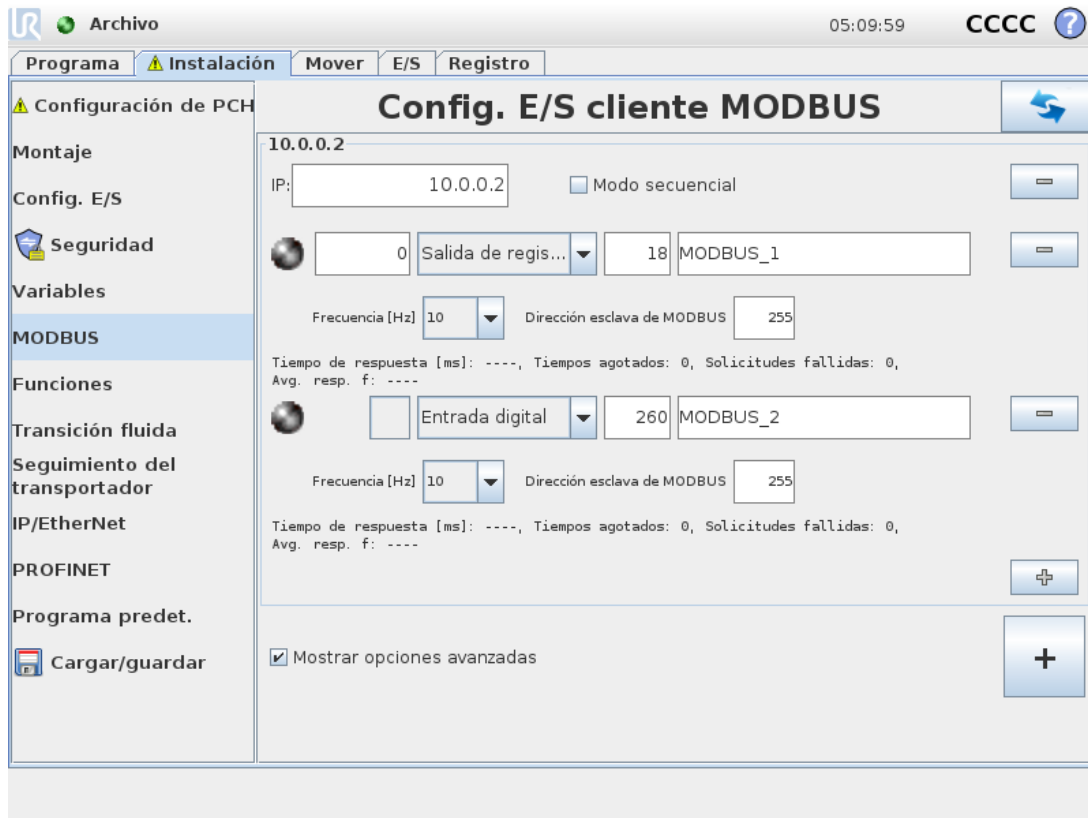 UR Archivo 05:09:59 CCCC ?
Programa Instalación Mover E/S Registro
Configuración de PCH
Montaje
Config. E/S
Seguridad
Variables
MODBUS
Funciones
Transición fluida
Seguimiento del
transportador
IP/EtherNet
PROFINET
Programa predet.
Cargar/guardar
Config. E/S cliente MODBUS
10.0.0.2
IP: 10.0.0.2 Modo secuencial
0 Salida de regis... 18 MODBUS_1
Frecuencia [Hz] 10 Dirección esclava de MODBUS 255
Tiempo de respuesta [ms]: ----, Tiempos agotados: 0, Solicitudes fallidas: 0,
Avg. resp. f: ----
Entrada digital 260 MODBUS_2
Frecuencia [Hz] 10 Dirección esclava de MODBUS 255
Tiempo de respuesta [ms]: ----, Tiempos agotados: 0, Solicitudes fallidas: 0,
Avg. resp. f: ----
Mostrar opciones avanzadas